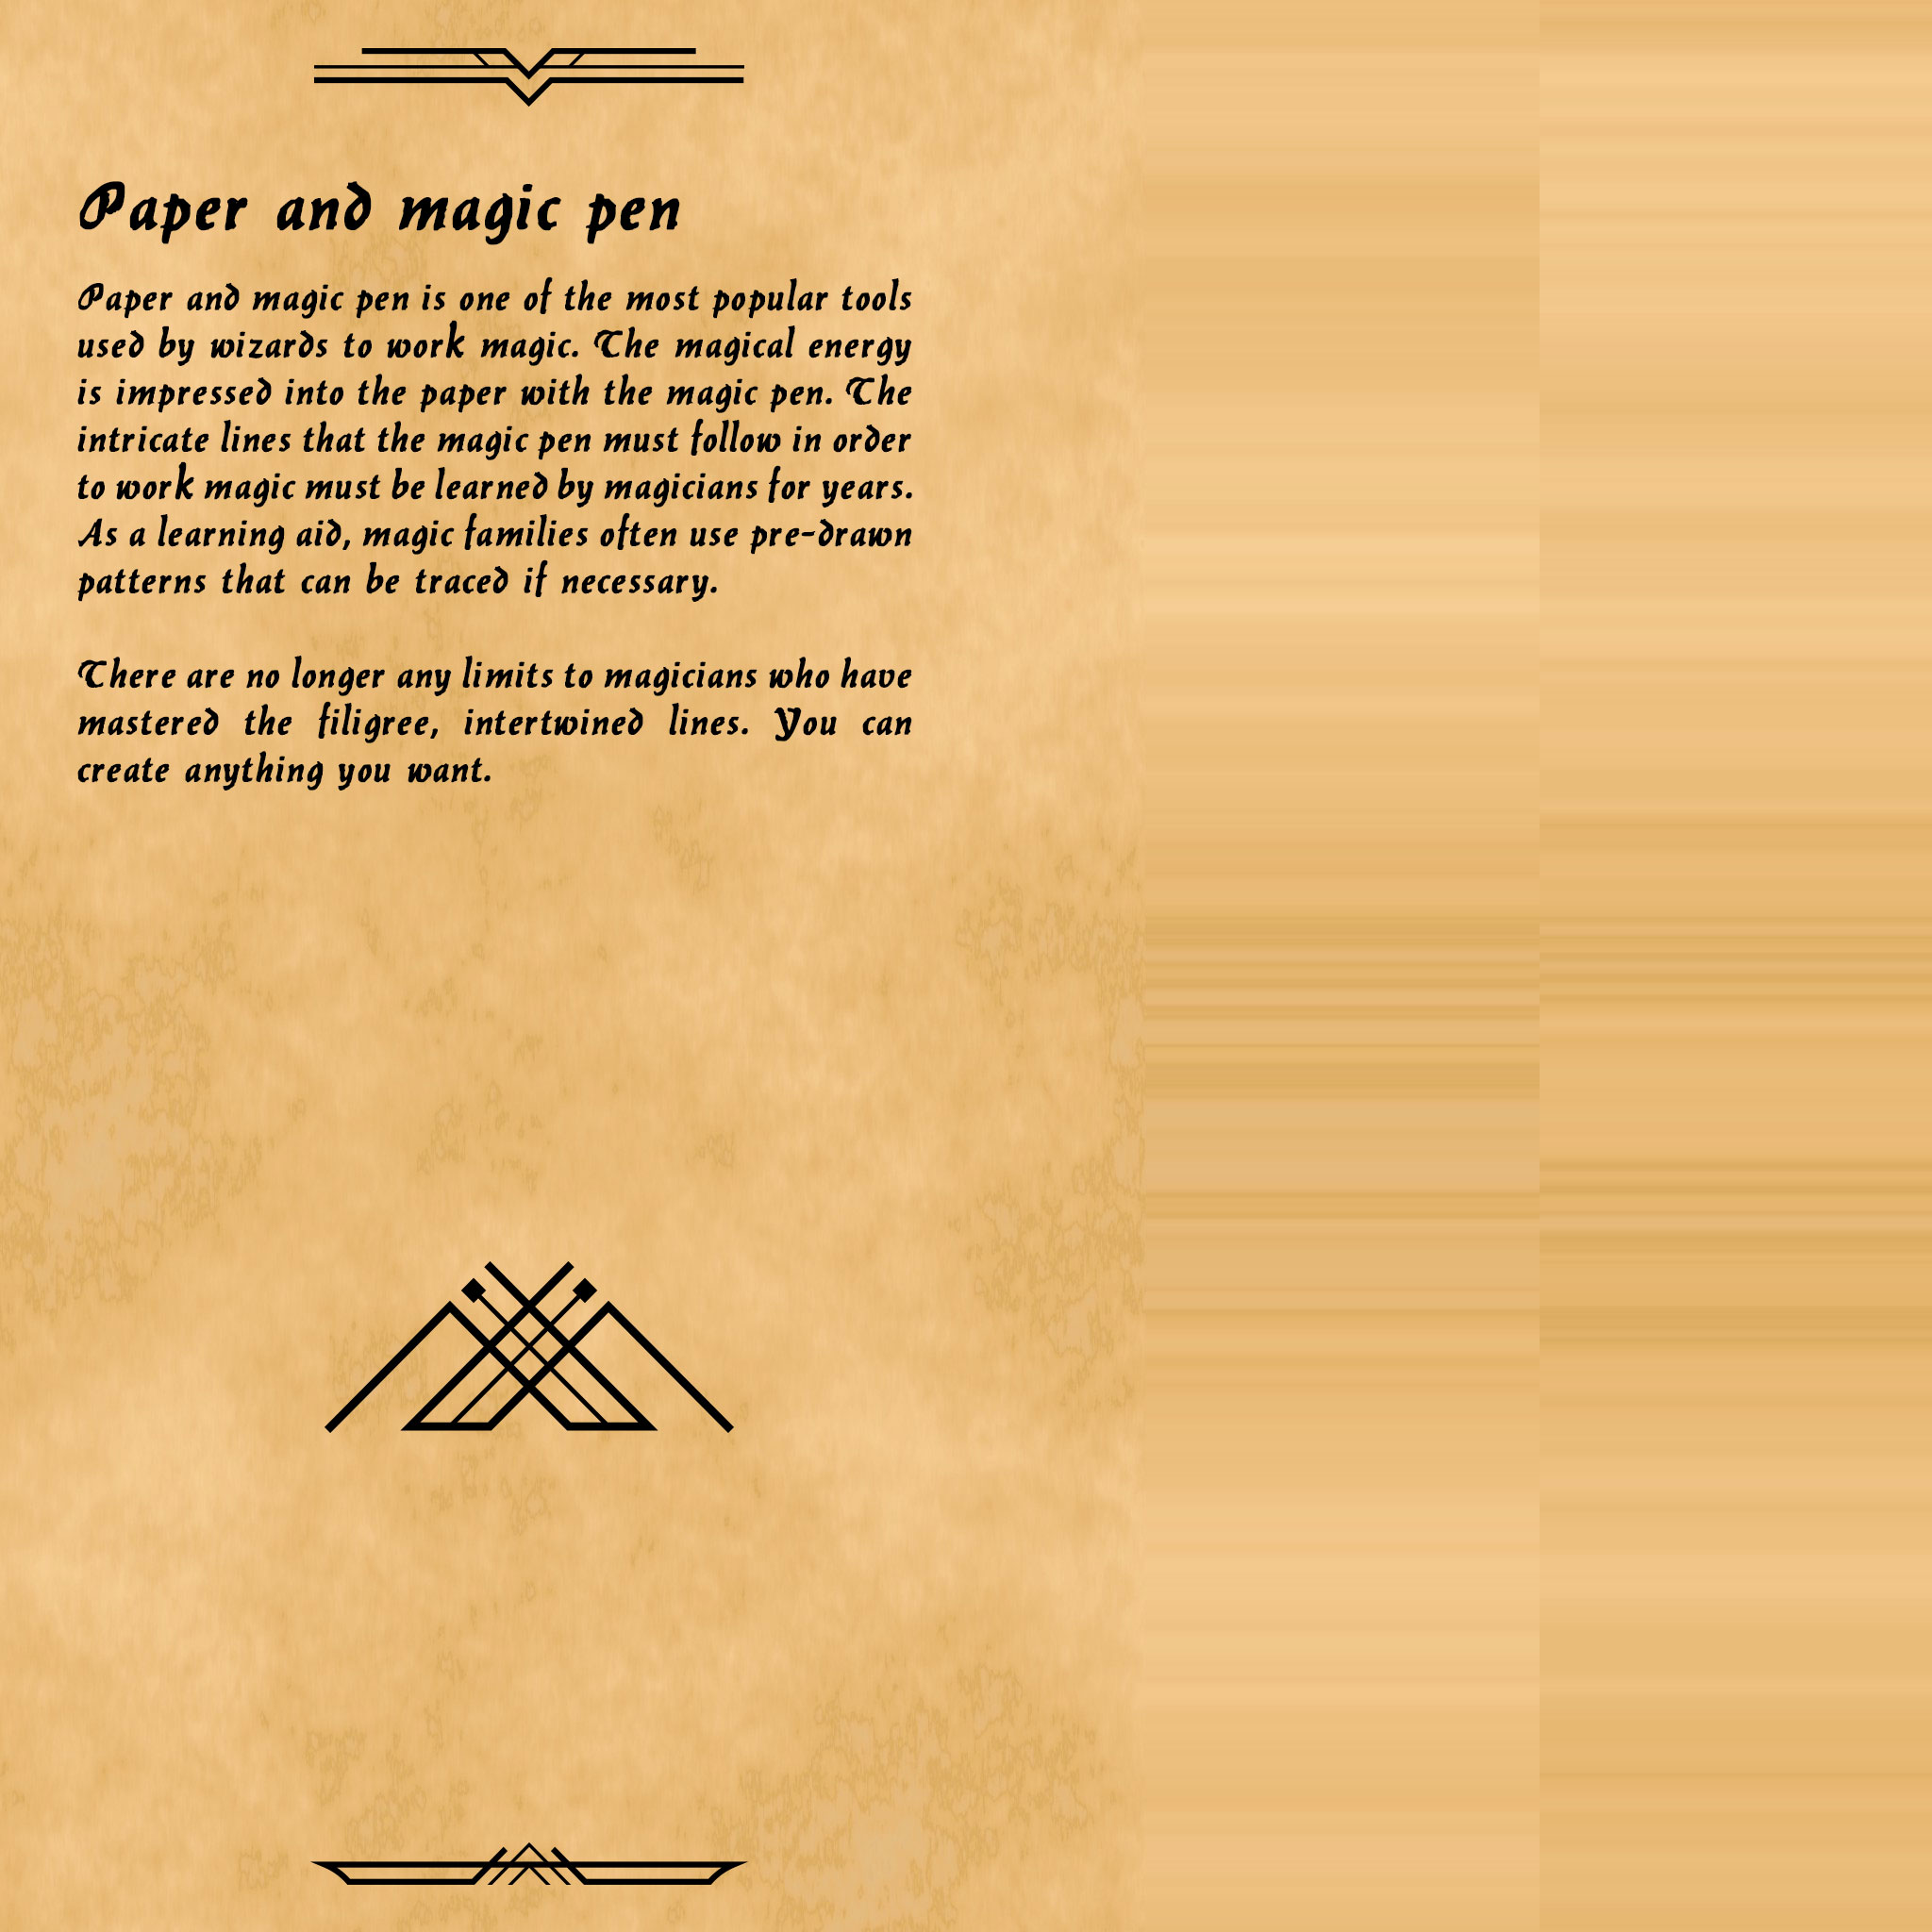 Paper and magic pen
Paper and magic pen is one of the most popular tools
used by wizards to work magic. The magical energy
is impressed into the paper with the magic pen. The
intricate lines that the magic pen must follow in order
to work magic must be learned by magicians for years.
As a learning aid, magic families often use pre-drawn
patterns that can be traced if necessary.
There are no longer any limits to magicians who have
mastered the filigree, intertwined lines. You can
create anything you want.